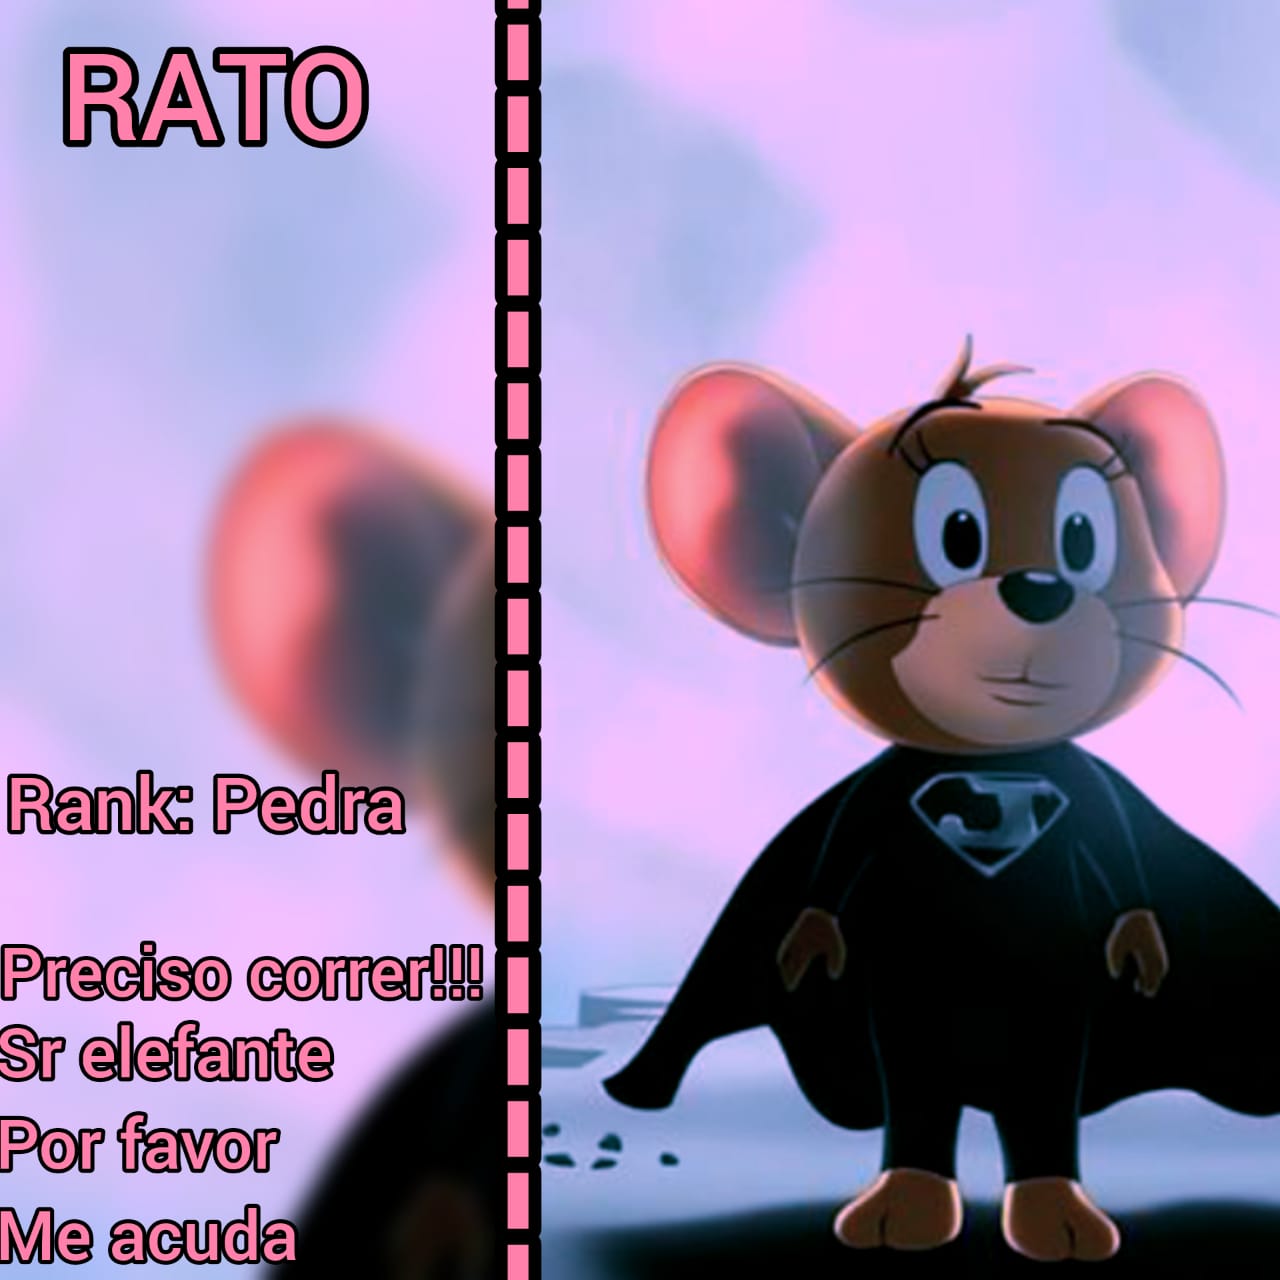 RATO
Rank: Pedra
Preciso correr!!!
Sr elefante
Por favor
Me acuda